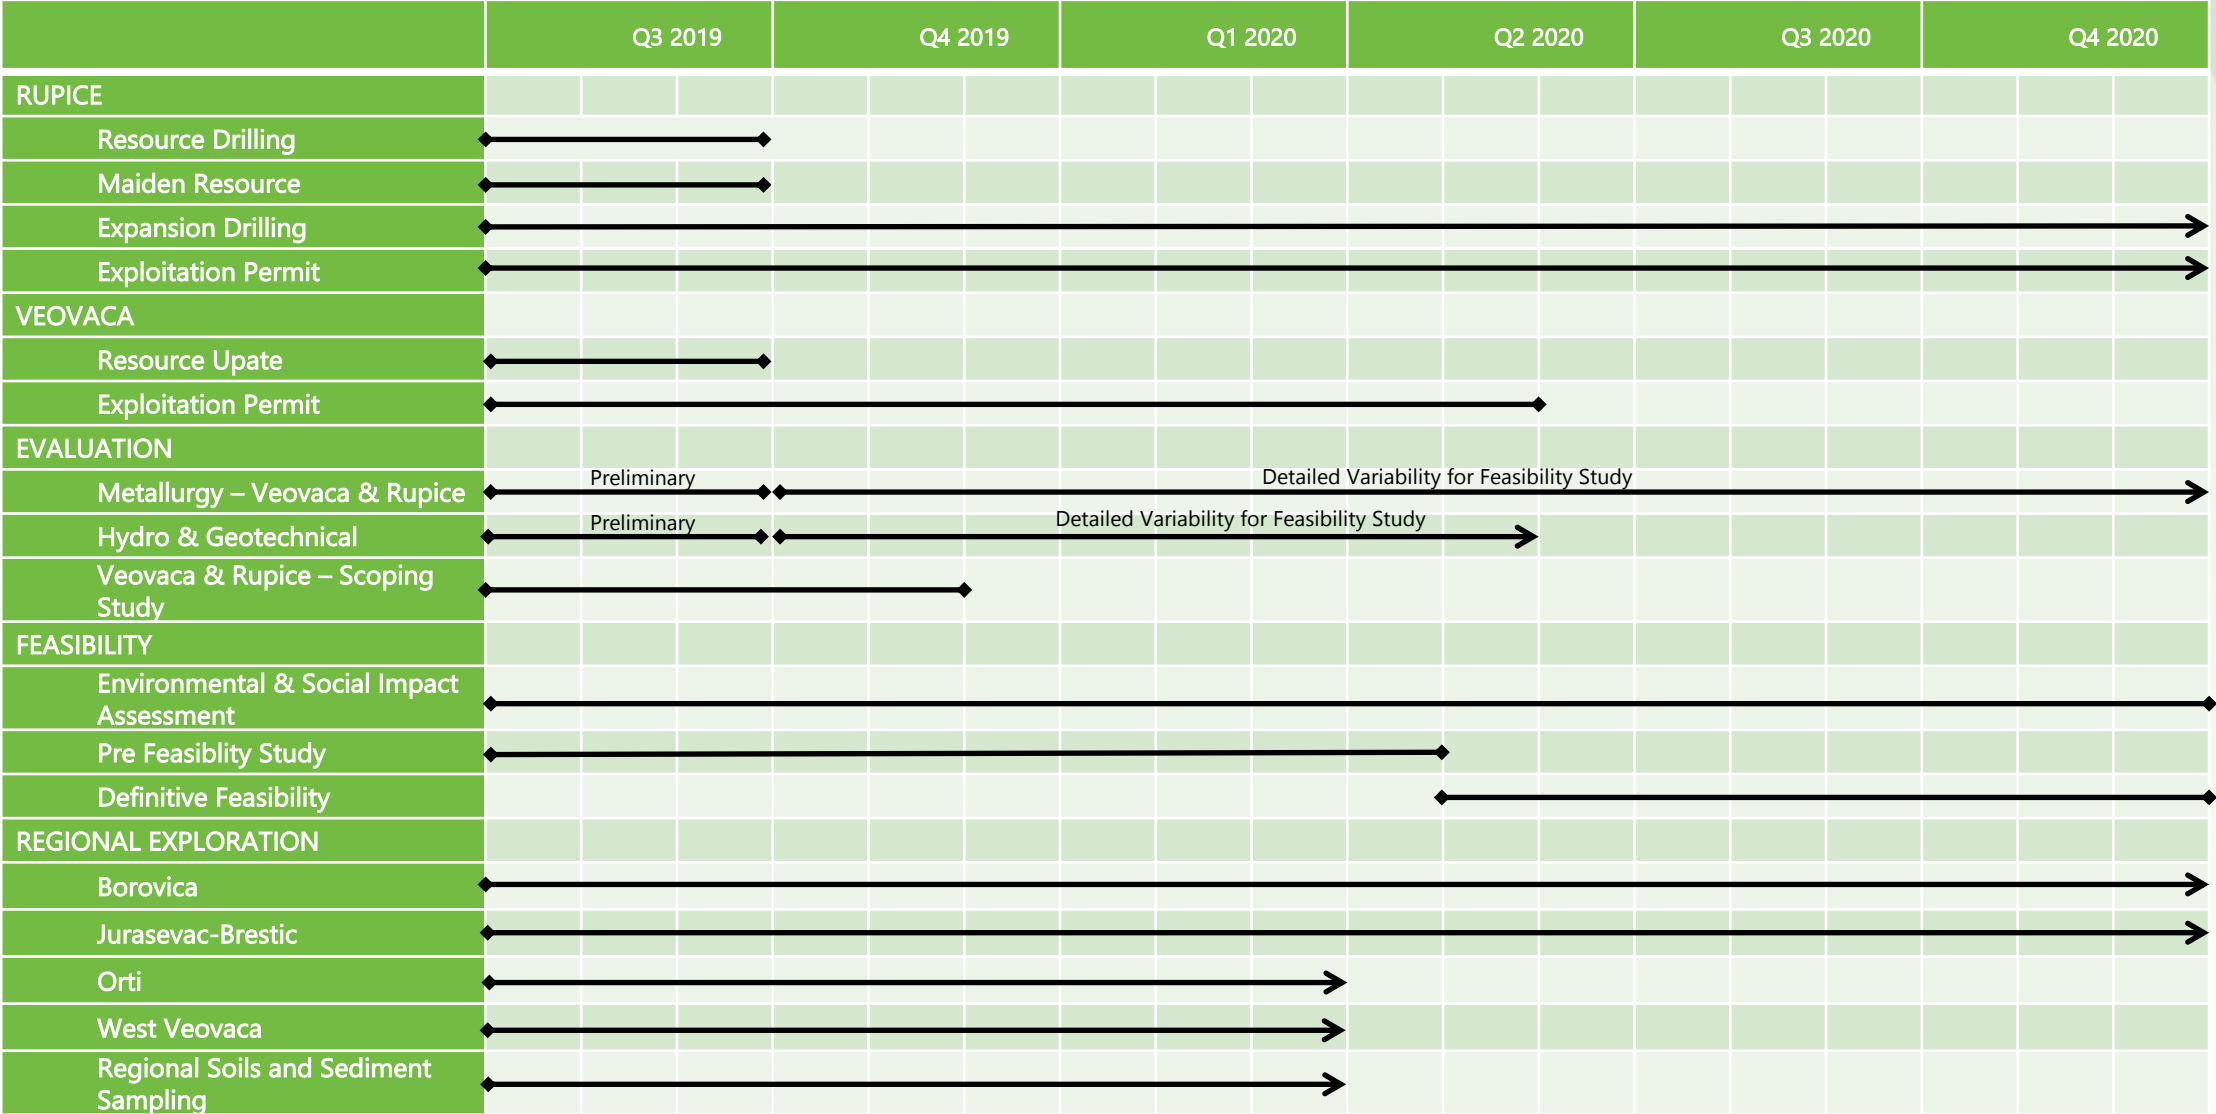 Q3 2019 Q4 2019 Q1 2020 Q2 2020 Q3 2020 Q4 2020
RUPICE
Resource Drilling
Maiden Resource
Expansion Drilling
Exploitation Permit
VEOVACA
Resource Upate
Exploitation Permit
EVALUATION
Metallurgy – Veovaca & Rupice Preliminary Detailed Variability for Feasibility Study
Hydro & Geotechnical Preliminary Detailed Variability for Feasibility Study
Veovaca & Rupice – Scoping
Study
FEASIBILITY
Environmental & Social Impact
Assessment
Pre Feasiblity Study
Definitive Feasibility
REGIONAL EXPLORATION
Borovica
Jurasevac-Brestic
Orti
West Veovaca
Regional Soils and Sediment
Sampling